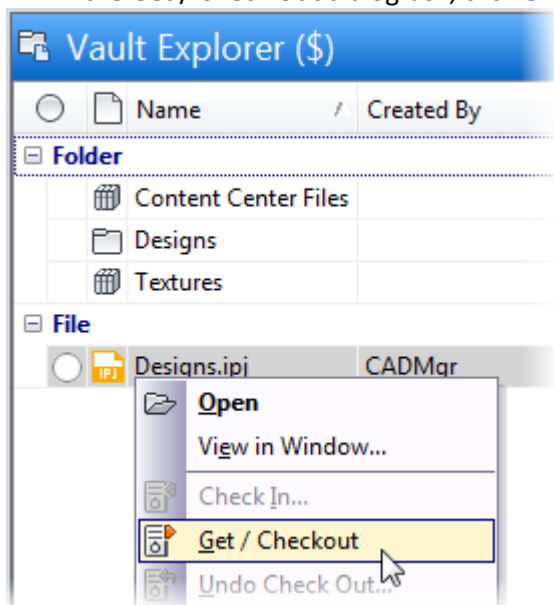 Vault Explorer ($)
Name Created By
Folder
Content Center Files
Designs
Textures
File
IPJ Designs.ipj CADMgr
Open
View in Window...
Check In...
Get / Checkout
Undo Check Out...